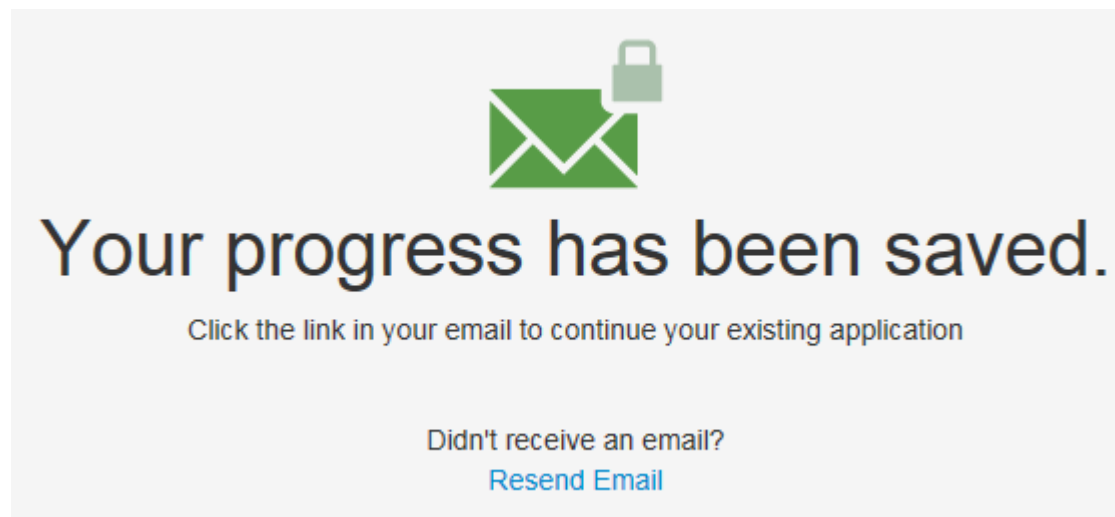 Your progress has been saved.
Click the link in your email to continue your existing application
Didn't receive an email?
Resend Email